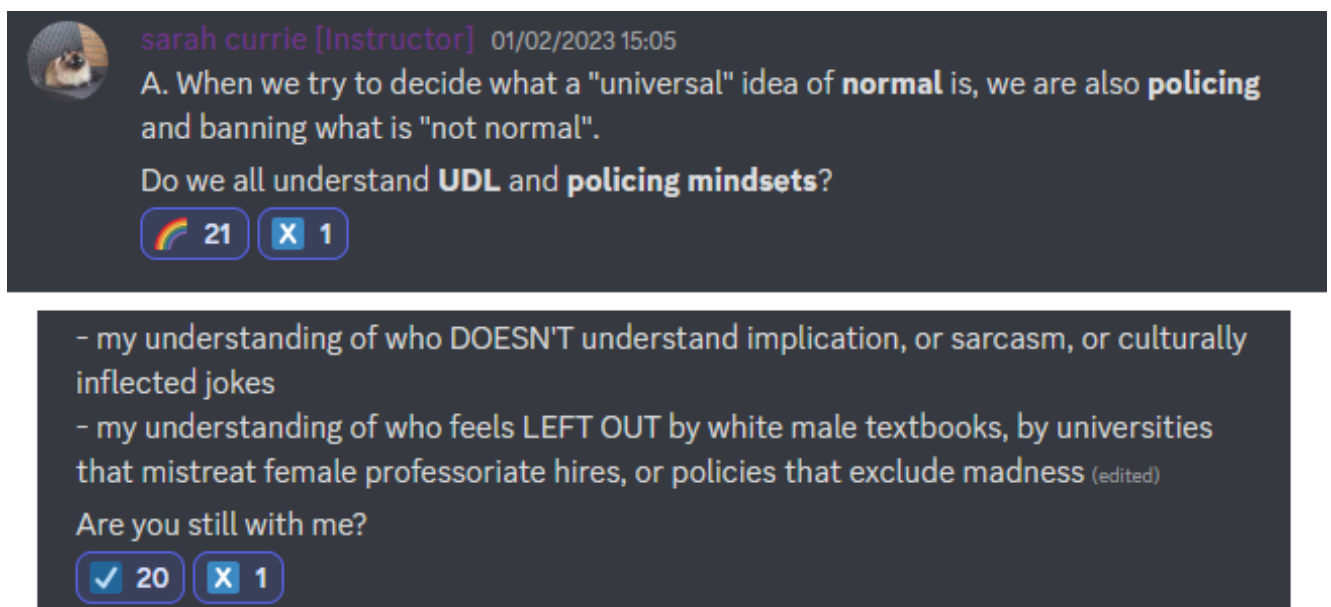 sarah currie [Instructor] 01/02/2023 15:05
A. When we try to decide what a "universal" idea of normal is, we are also policing
and banning what is "not normal".
Do we all understand UDL and policing mindsets?
21 X 1
- my understanding of who DOESN'T understand implication, or sarcasm, or culturally
inflected jokes
- my understanding of who feels LEFT OUT by white male textbooks, by universities
that mistreat female professoriate hires, or policies that exclude madness (edited)
Are you still with me?
20 X 1